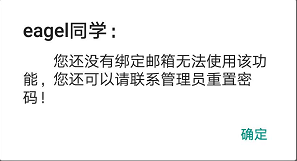 eagel同学：
您还没有绑定邮箱无法使用该功
能，您还可以请联系管理员重置密
码！
确定